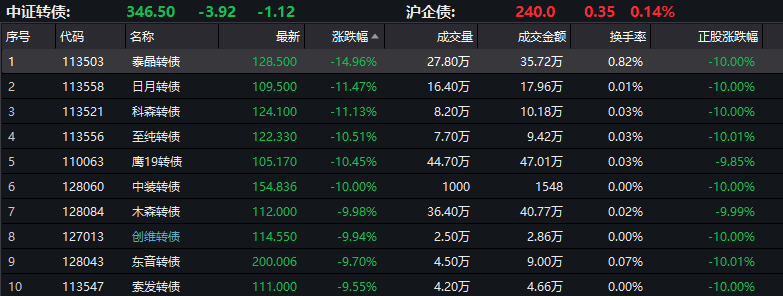 中证转债: 346.50 -3.92 -1.12 沪企债: 240.0 0.35 0.14%
序号 代码 名称 最新 涨跌幅 成交量 成交金额 换手率 正股涨跌幅
1 113503 泰晶转债 128.500 -14.96% 27.80万 35.72万 0.82% -10.00%
2 113558 日月转债 109.500 -11.47% 16.40万 17.96万 0.01% -10.00%
3 113521 科森转债 124.100 -11.13% 8.20万 10.18万 0.03% -10.00%
4 113556 至纯转债 122.330 -10.51% 7.70万 9.42万 0.03% -10.01%
5 110063 鹰19转债 105.170 -10.45% 44.70万 47.01万 0.03% -9.85%
6 128060 中装转债 154.836 -10.00% 1000 1548 0.00% -10.00%
7 128084 木森转债 112.000 -9.98% 36.40万 40.77万 0.02% -9.99%
8 127013 创维转债 114.550 -9.94% 2.50万 2.86万 0.00% -10.00%
9 128043 东音转债 200.006 -9.70% 4.50万 9.00万 0.07% -10.01%
10 113547 索发转债 111.000 -9.55% 4.20万 4.66万 0.00% -10.00%